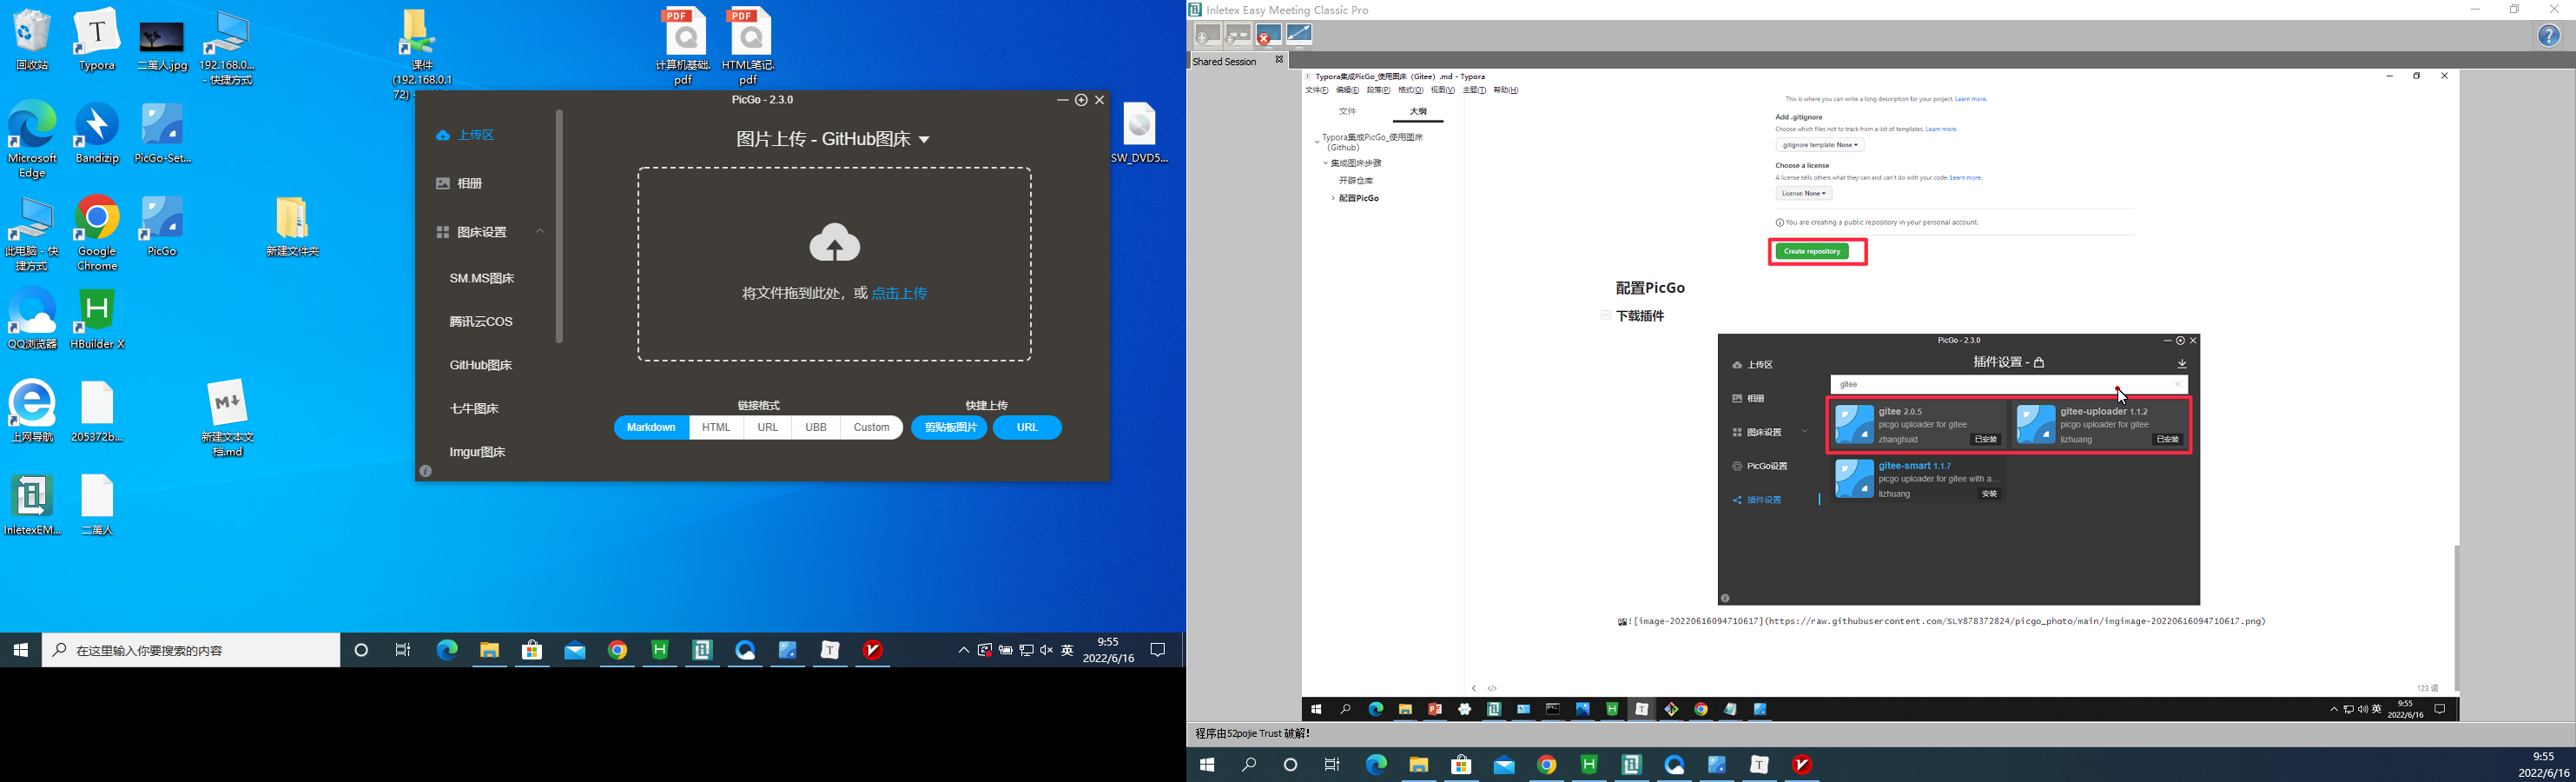 回收站
Typora
二萬人.jpg
192.168.0...
- 快捷方式
课件
(192.168.0.1
72) -
计算机基础.
pdf
HTML笔记.
pdf
Microsoft
Edge
Bandizip
PicGo-Set...
SW_DVD5...
此电脑 - 快
捷方式
Google
Chrome
PicGo
新建文件夹
QQ浏览器
HBuilder X
上网导航
205372b...
新建文本文
档.md
InletexEM...
二萬人
PicGo - 2.3.0
上传区
相册
图床设置
SM.MS图床
腾讯云COS
GitHub图床
七牛图床
Imgur图床
图片上传 - GitHub图床
将文件拖到此处，或 点击上传
链接格式
快捷上传
Markdown
HTML
URL
UBB
Custom
剪贴板图片
URL
在这里输入你要搜索的内容
英
9:55
2022/6/16
Inletex Easy Meeting Classic Pro
Shared Session
Typora集成PicGo_使用图床（Gitee）.md - Typora
文件(F) 编辑(E) 段落(P) 格式(O) 视图(V) 主题(T) 帮助(H)
文件
大纲
Typora集成PicGo_使用图床
(Github)
集成图床步骤
开辟仓库
配置PicGo
This is where you can write a long description for your project. Learn more.
Add .gitignore
Choose which files not to track from a list of templates. Learn more.
.gitignore template: None
Choose a license
A license tells others what they can and can't do with your code. Learn more.
License: None
You are creating a public repository in your personal account.
Create repository
配置PicGo
下载插件
PicGo - 2.3.0
上传区
相册
图床设置
PicGo设置
插件设置
插件设置 -
gitee
gitee 2.0.5
picgo uploader for gitee
zhanghuid
已安装
gitee-uploader 1.1.2
picgo uploader for gitee
lizhuang
已安装
gitee-smart 1.1.7
picgo uploader for gitee with a...
lizhuang
安装
![image-20220616094710617](https://raw.githubusercontent.com/SLY878372824/picgo_photo/main/imgimage-20220616094710617.png)
123 词
英
9:55
2022/6/16
程序由52pojie Trust 破解!
9:55
2022/6/16